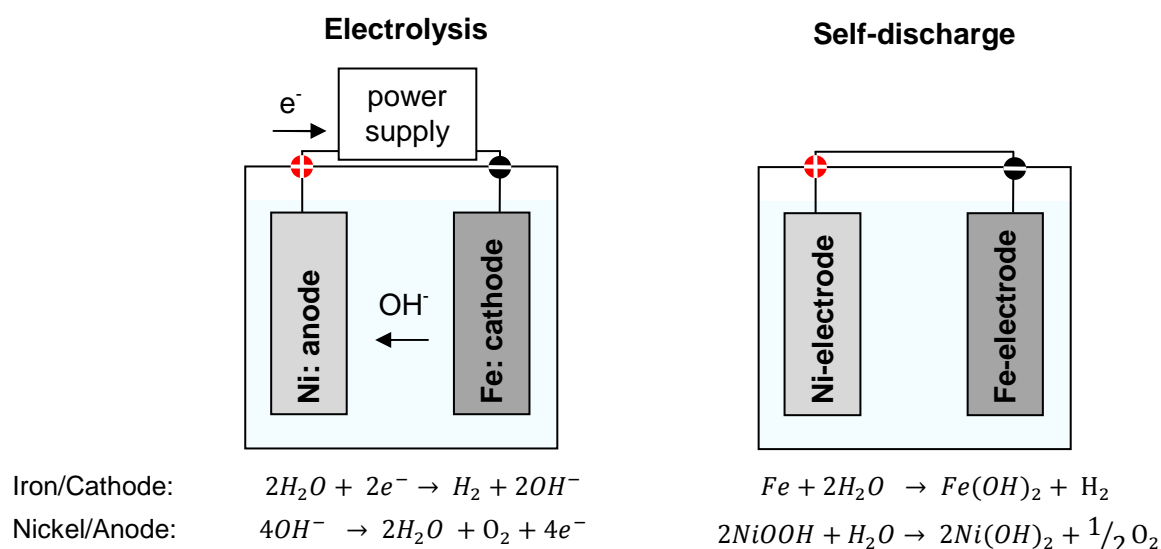 Electrolysis
Self-discharge
e⁻
power
supply
Ni: anode
OH⁻
Fe: cathode
Ni-electrode
Fe-electrode
Iron/Cathode: 2H₂O + 2e⁻ → H₂ + 2OH⁻
Fe + 2H₂O → Fe(OH)₂ + H₂
Nickel/Anode: 4OH⁻ → 2H₂O + O₂ + 4e⁻
2NiOOH + H₂O → 2Ni(OH)₂ + 1/2 O₂